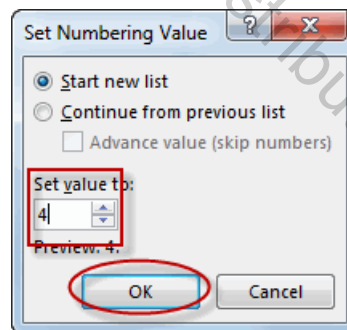 Set Numbering Value
Start new list
Continue from previous list
Advance value (skip numbers)
Set value to:
4
Preview: 4.
OK
Cancel